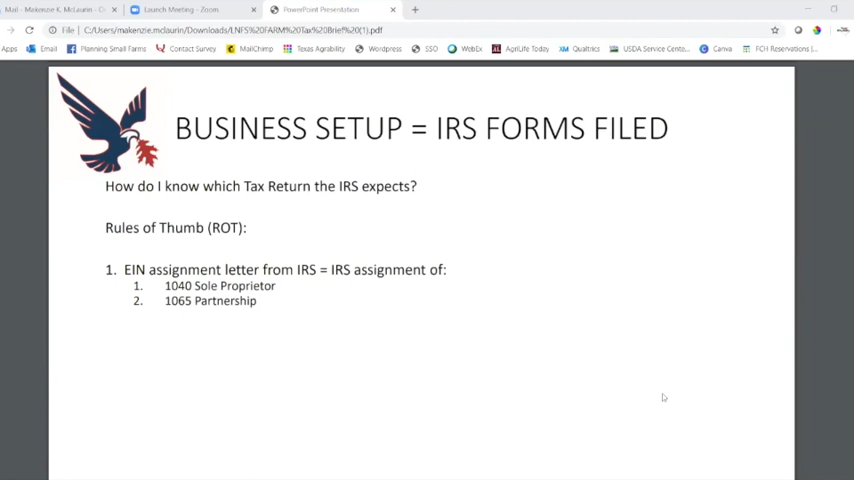 Mail - Makenzie K. McLaurin - O
Launch Meeting - Zoom
PowerPoint Presentation
File
C:/Users/makenzie.mclaurin/Downloads/LNFS%20FARM%20Tax%20Brief%20(1).pdf
Apps
Email
Planning Small Farms
Contact Survey
MailChimp
Texas Agrability
Wordpress
SSO
WebEx
AgriLife Today
Qualtrics
USDA Service Cente...
Canva
FCH Reservations |
BUSINESS SETUP = IRS FORMS FILED
How do I know which Tax Return the IRS expects?
Rules of Thumb (ROT):
1. EIN assignment letter from IRS = IRS assignment of:
1. 1040 Sole Proprietor
2. 1065 Partnership